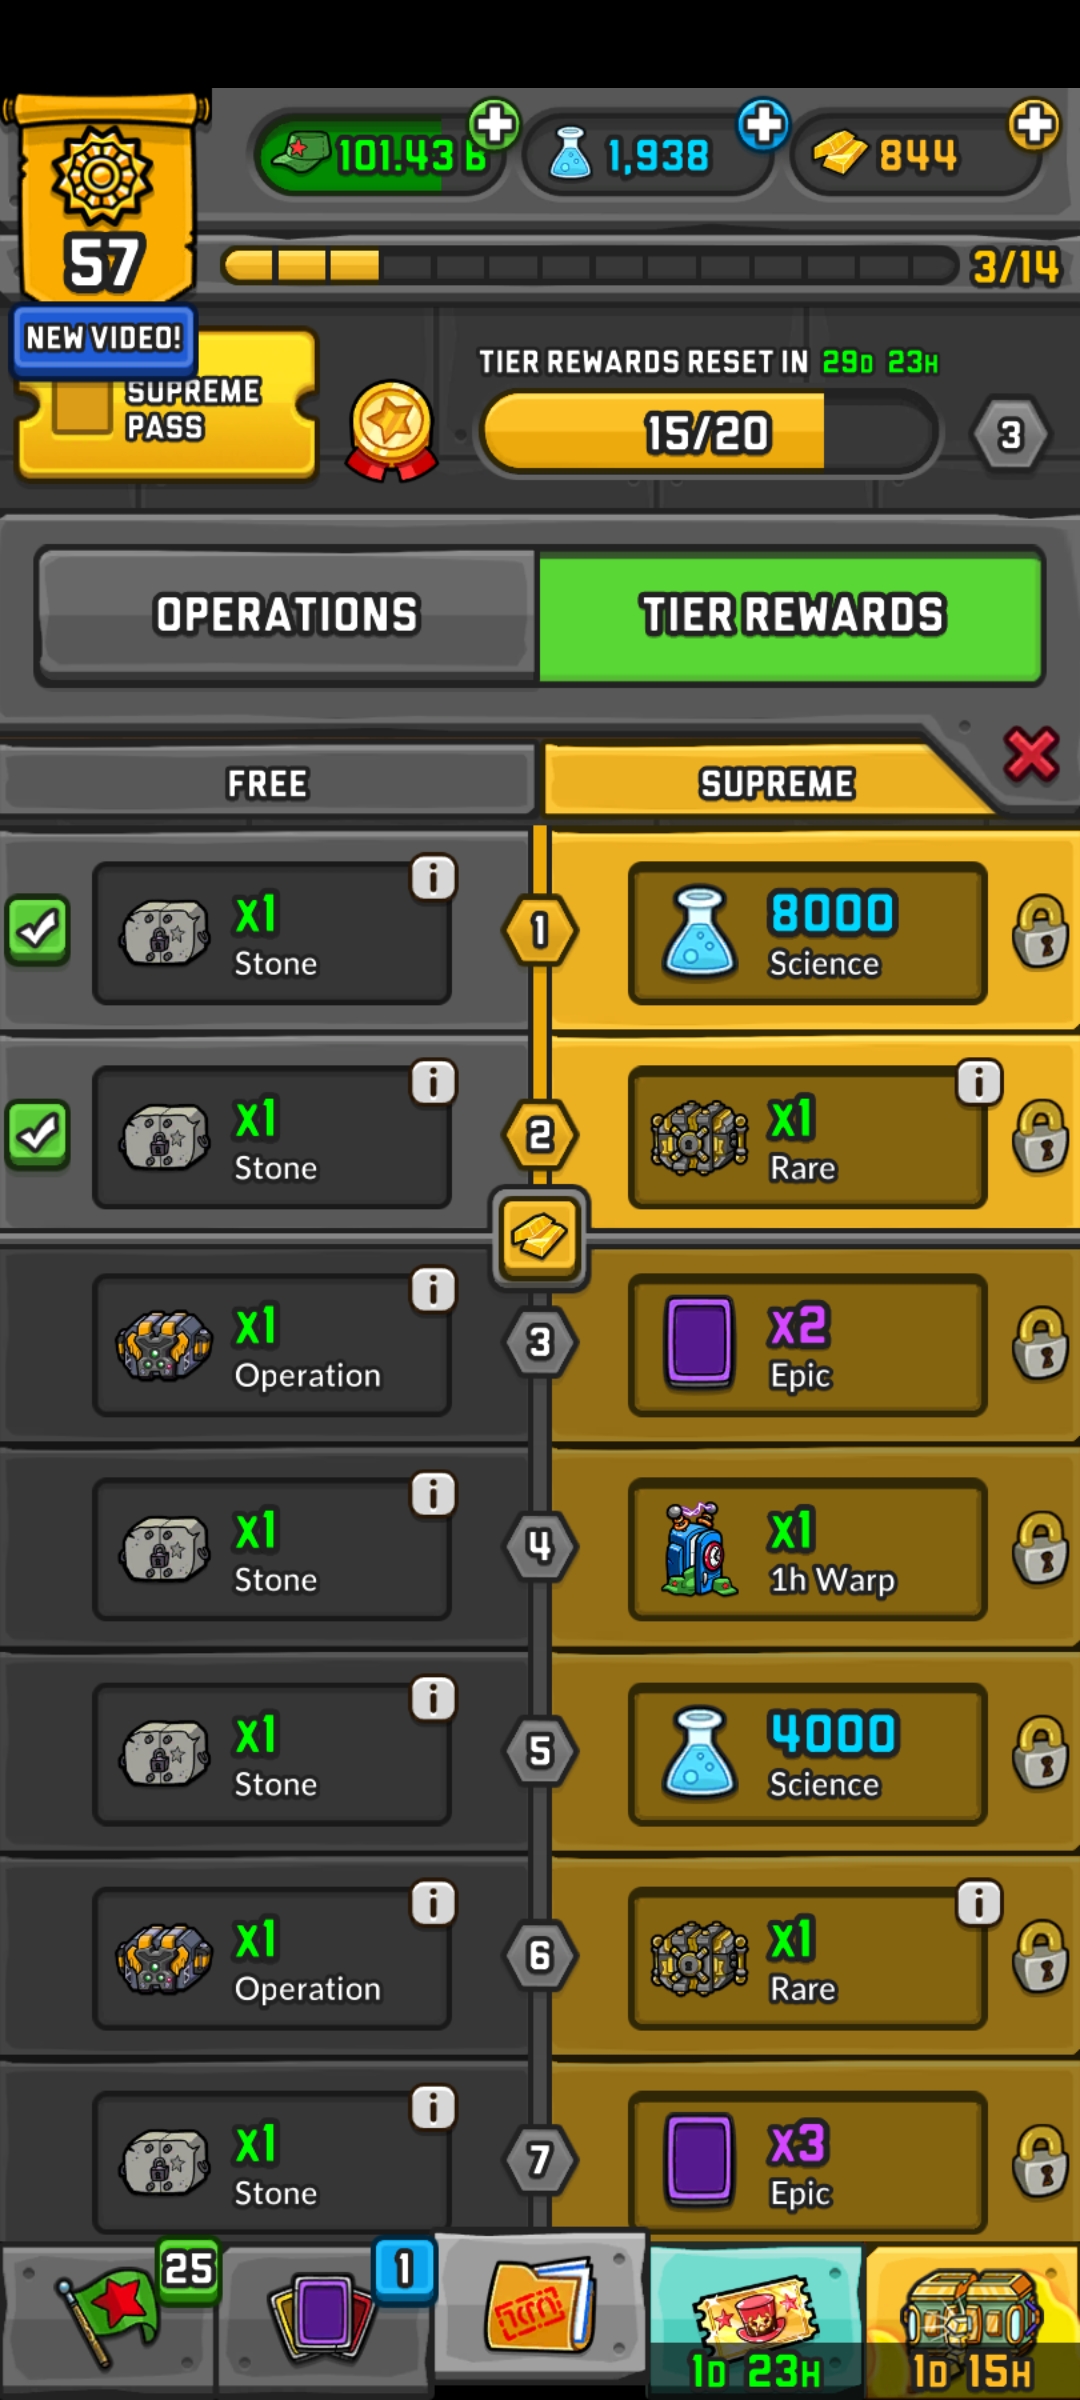 101.43 B
1,938
844
57
3/14
NEW VIDEO!
SUPREME
PASS
TIER REWARDS RESET IN 29D 23H
15/20
3
OPERATIONS
TIER REWARDS
FREE
SUPREME
X1
Stone
1
8000
Science
X1
Stone
2
X1
Rare
X1
Operation
3
X2
Epic
X1
Stone
4
X1
1h Warp
X1
Stone
5
4000
Science
X1
Operation
6
X1
Rare
X1
Stone
7
X3
Epic
25
1
1D 23H
1D 15H